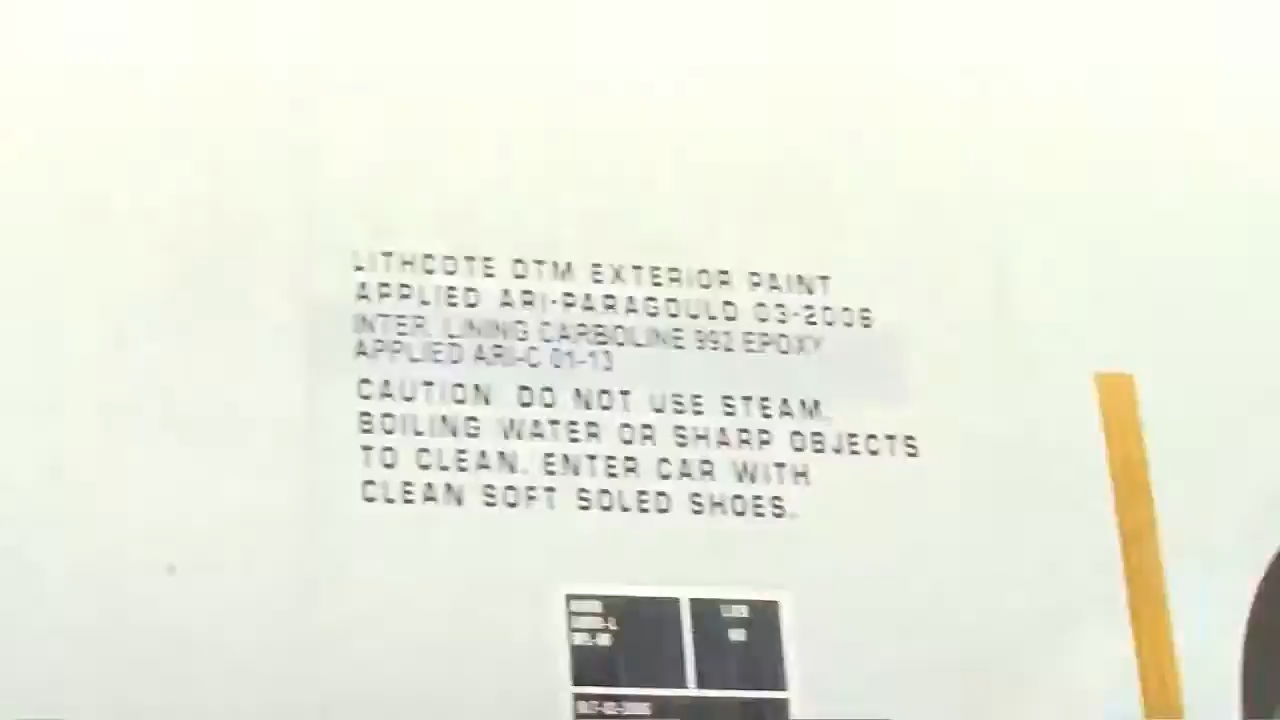 LITHCOTE DTM EXTERIOR PAINT
APPLIED ARI-PARAGOULD 03-2006
INTER. LINING CARBOLINE 992 EPOXY
APPLIED ARI-C 01-13
CAUTION DO NOT USE STEAM,
BOILING WATER OR SHARP OBJECTS
TO CLEAN. ENTER CAR WITH
CLEAN SOFT SOLED SHOES.